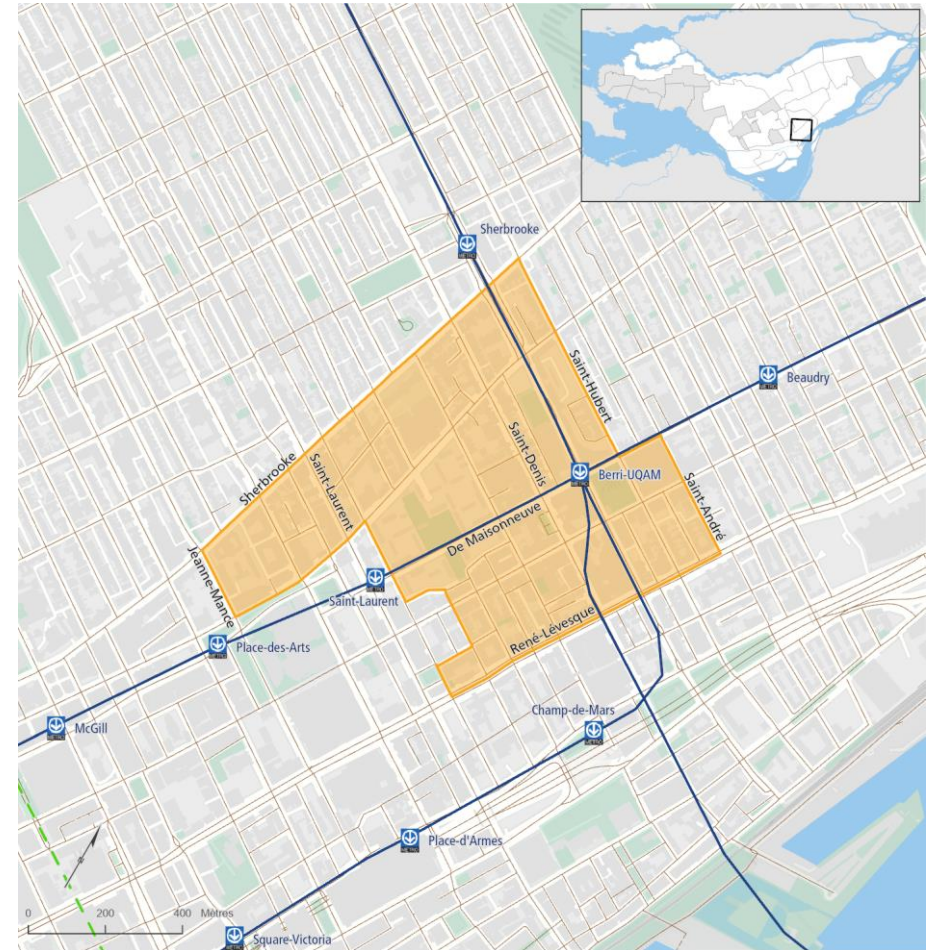 Sherbrooke
Beaudry
Saint-Hubert
Sherbrooke
Saint-Laurent
Saint-Denis
Berri-UQAM
Saint-André
De Maisonneuve
Jeanne-Mance
Saint-Laurent
Place-des-Arts
René-Lévesque
Champ-de-Mars
McGill
Place-d'Armes
0 200 400 Mètres
Square-Victoria